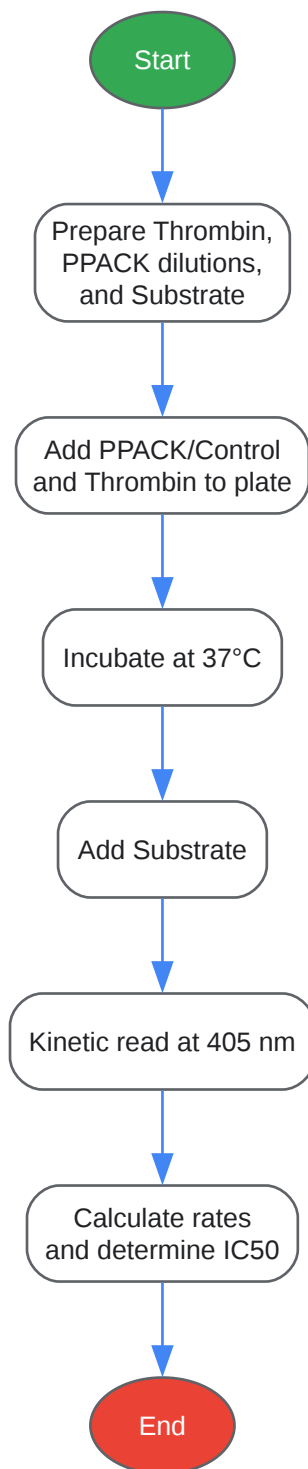 Start
Prepare Thrombin,
PPACK dilutions,
and Substrate
Add PPACK/Control
and Thrombin to plate
Incubate at 37°C
Add Substrate
Kinetic read at 405 nm
Calculate rates
and determine IC50
End